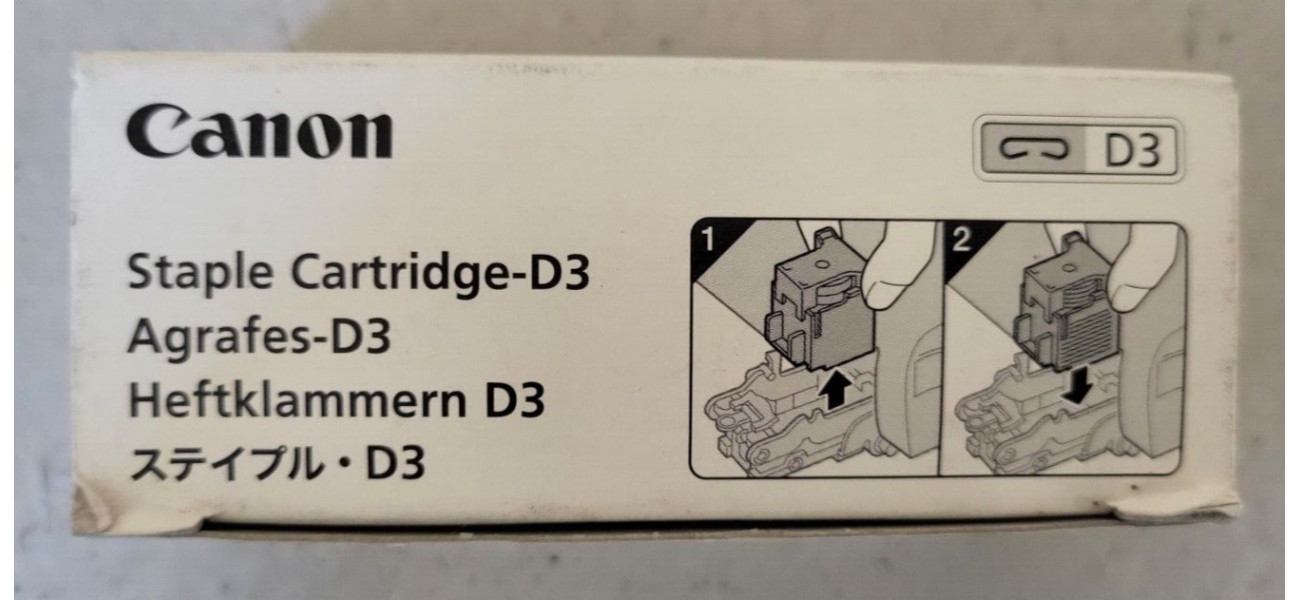 Canon
D3
Staple Cartridge-D3
Agrafes-D3
Heftklammern D3
ステイプル・D3
1
2